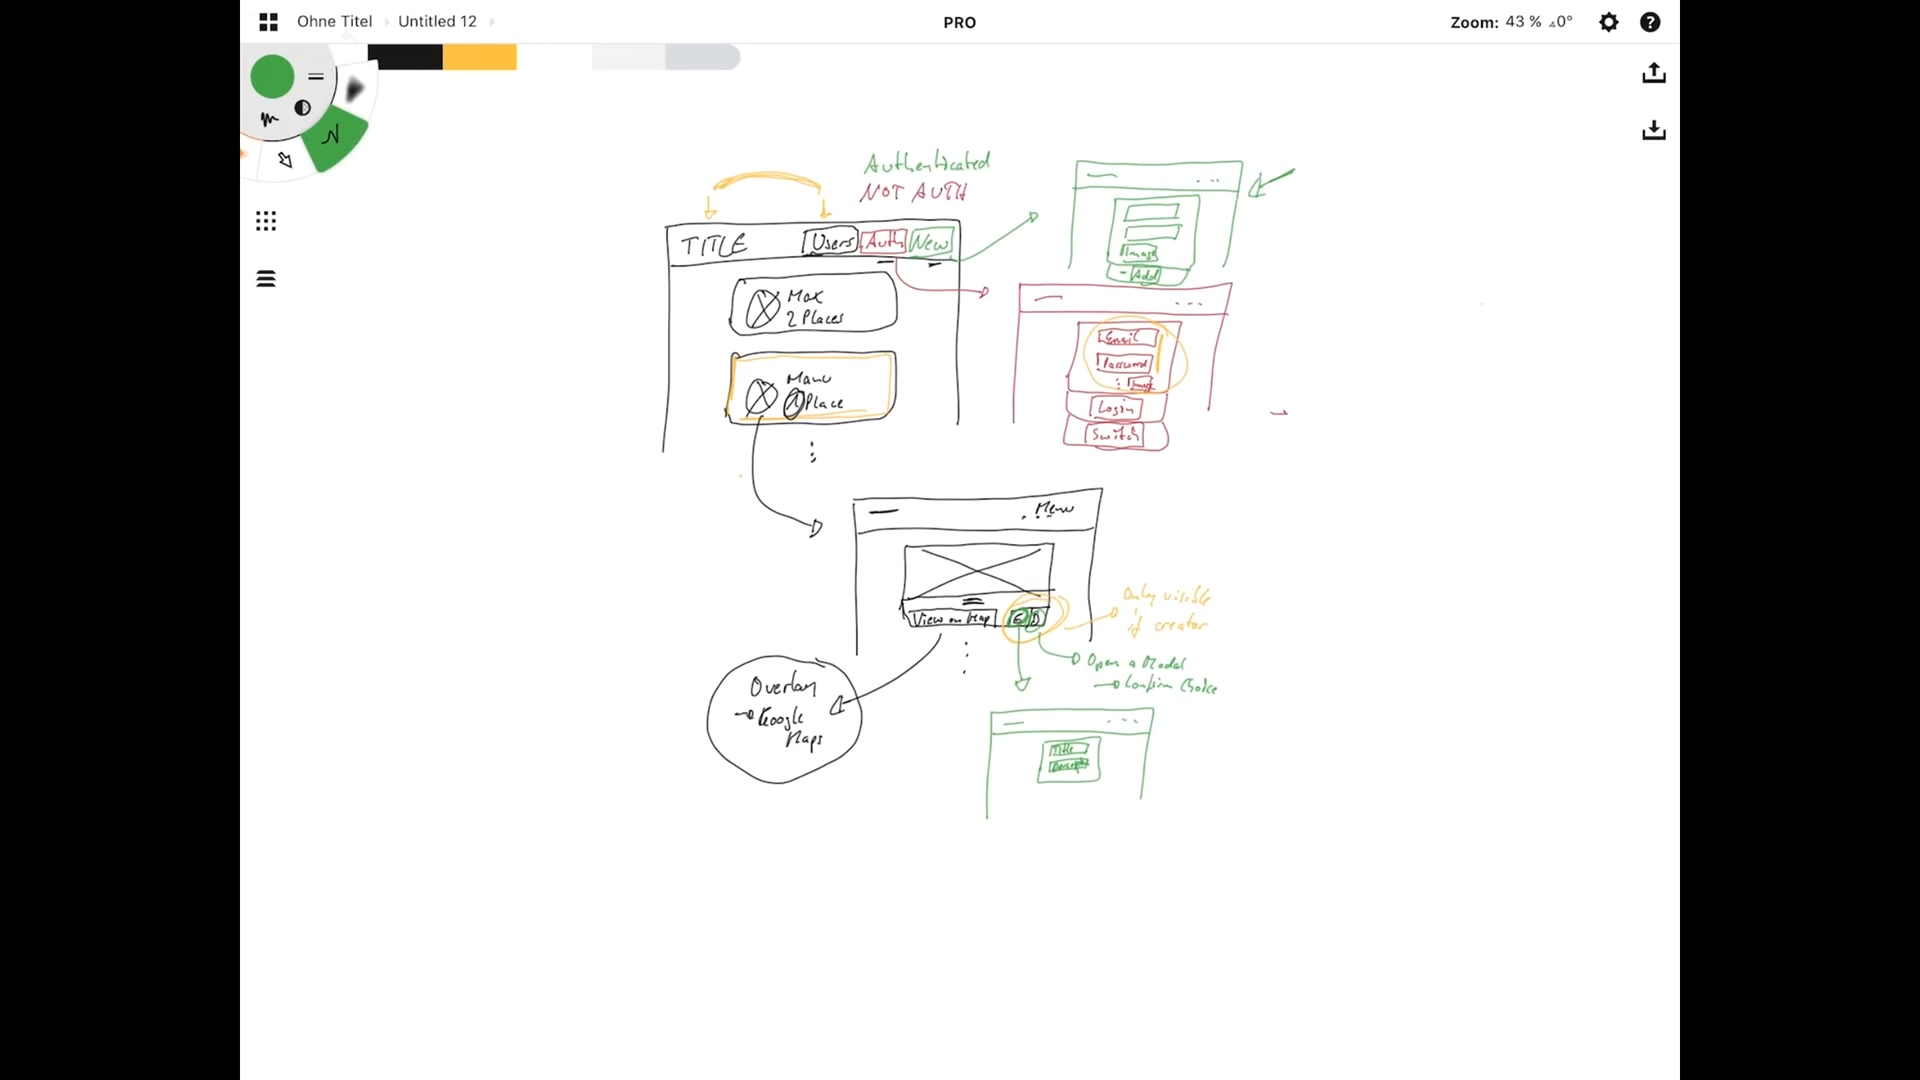 Ohne Titel
Untitled 12
PRO
Zoom: 43 % ⊿0°
Authenticated
NOT AUTH
TITLE
Users
Auth
New
Max
2 Places
Manu
1 Place
Image
Add
Email
Password
Image
Login
Switch
Menu
View on Map
E
D
Only visible
if creator
Open a Modal
Confirm Choice
Overlay
Google
Maps
Title